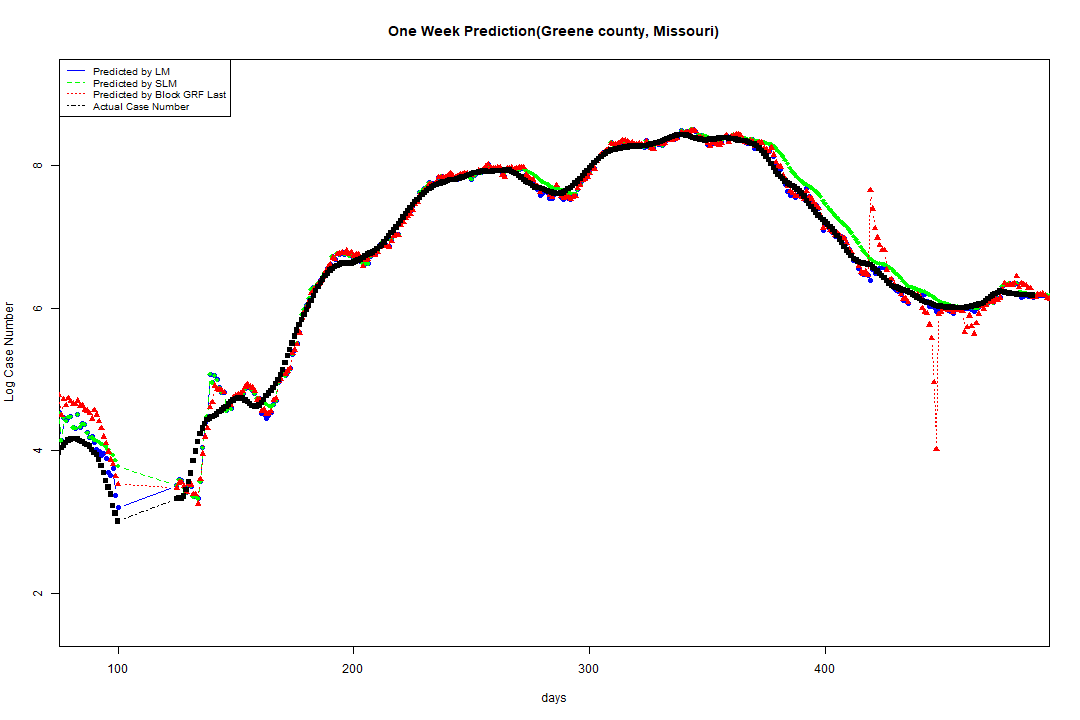 One Week Prediction(Greene county, Missouri)
Predicted by LM
Predicted by SLM
Predicted by Block GRF Last
Actual Case Number
Log Case Number
8
6
4
2
100 200 300 400
days